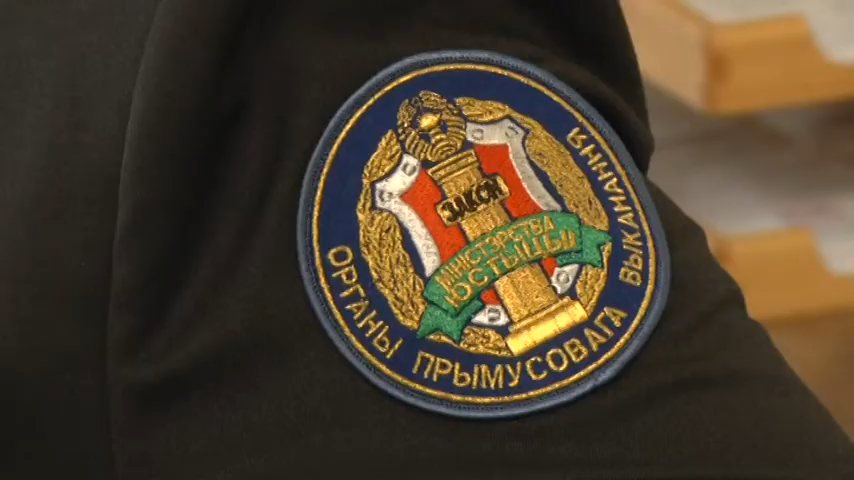 ЗАКОН
МІНІСТЭРСТВА
ЮСТЫЦЫІ
ОРГАНЫ ПРЫМУСОВАГА ВЫКАНАННЯ